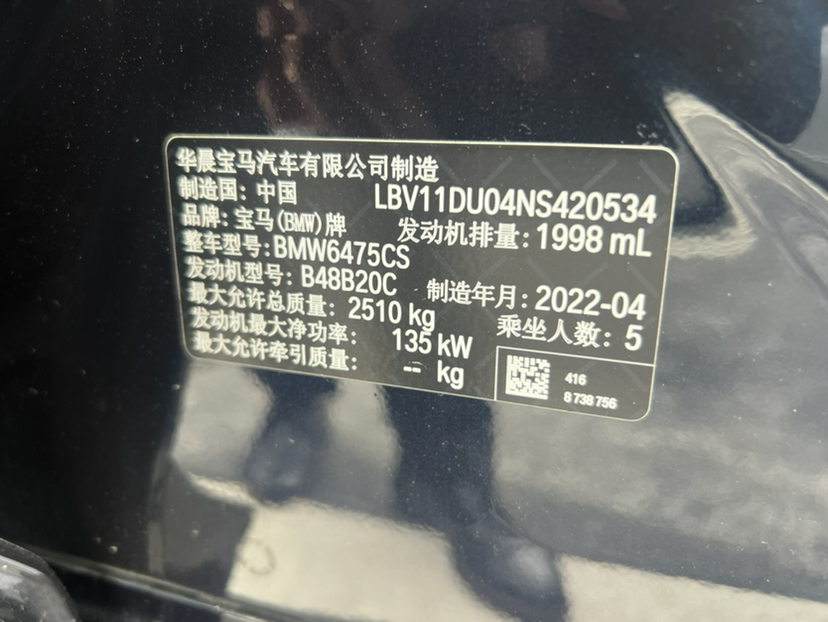 华晨宝马汽车有限公司制造
制造国: 中国 LBV11DU04NS420534
品牌: 宝马(BMW)牌 发动机排量: 1998 mL
整车型号: BMW6475CS
发动机型号: B48B20C 制造年月: 2022-04
最大允许总质量: 2510 kg 乘坐人数: 5
发动机最大净功率: 135 kW
最大允许牵引质量: -- kg
416
8 738 756